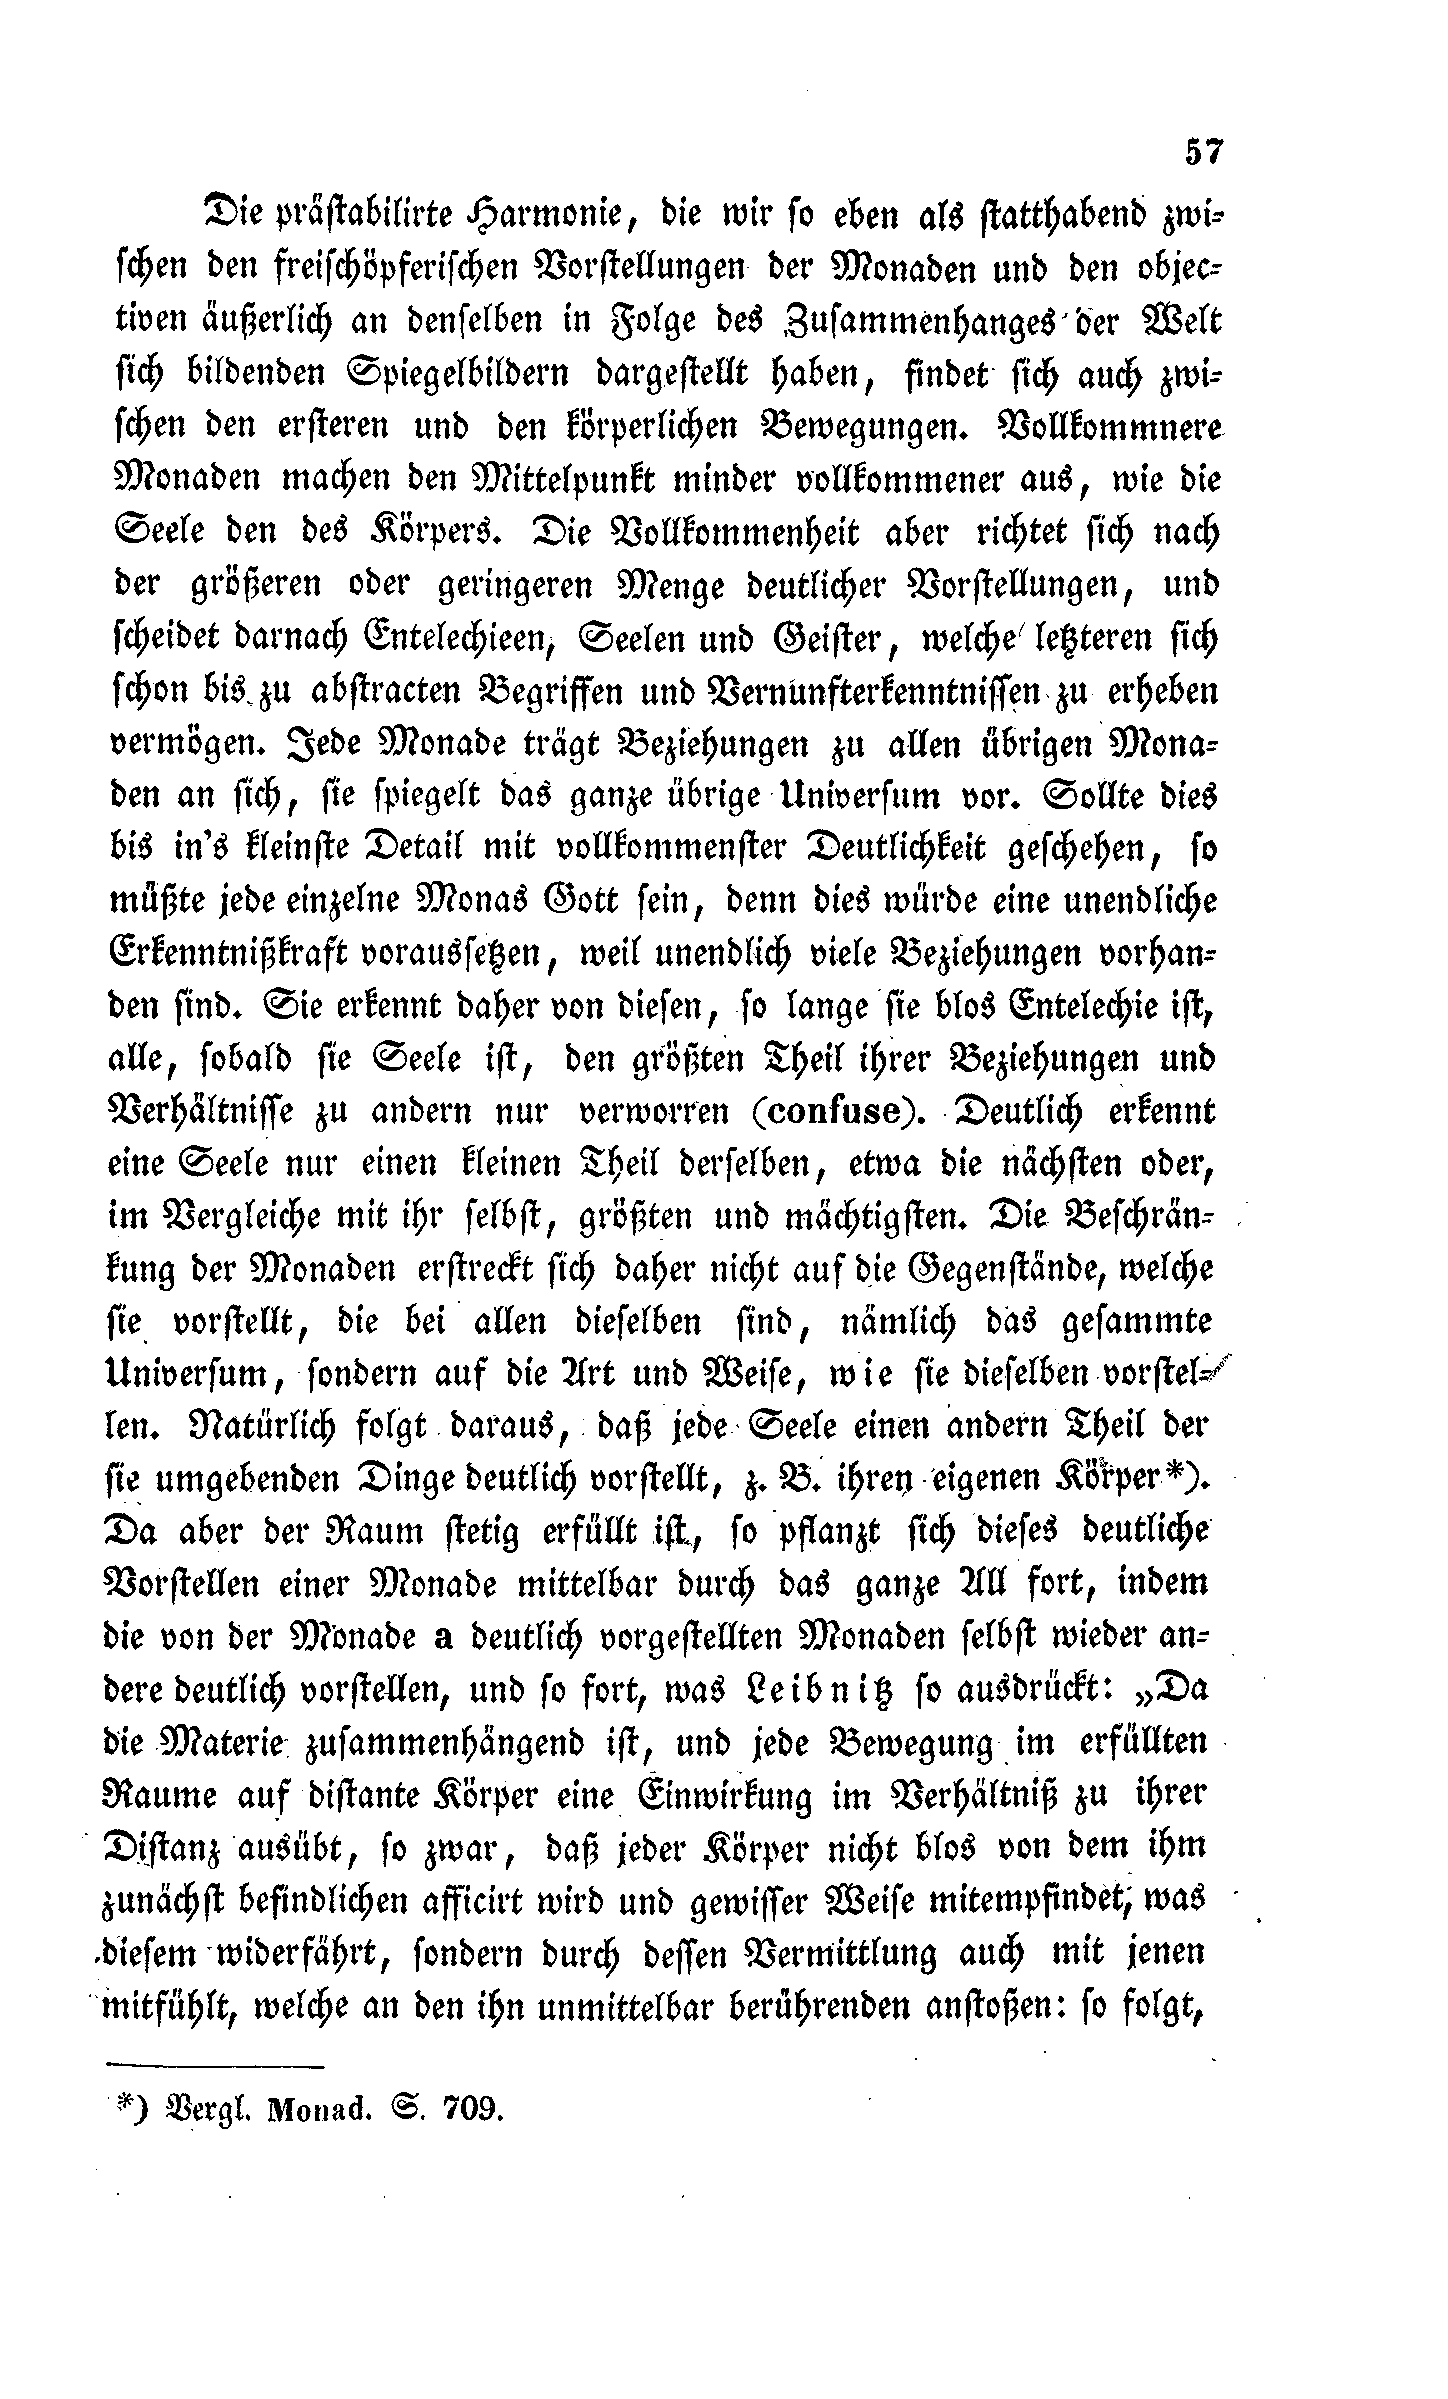 57
Die prästabilirte Harmonie, die wir so eben als statthabend zwi-
schen den freischöpferischen Vorstellungen der Monaden und den objec-
tiven äußerlich an denselben in Folge des Zusammenhanges der Welt
sich bildenden Spiegelbildern dargestellt haben, findet sich auch zwi-
schen den ersteren und den körperlichen Bewegungen. Vollkommnere
Monaden machen den Mittelpunkt minder vollkommener aus, wie die
Seele den des Körpers. Die Vollkommenheit aber richtet sich nach
der größeren oder geringeren Menge deutlicher Vorstellungen, und
scheidet darnach Entelechieen, Seelen und Geister, welche letzteren sich
schon bis zu abstracten Begriffen und Vernunfterkenntnissen zu erheben
vermögen. Jede Monade trägt Beziehungen zu allen übrigen Mona-
den an sich, sie spiegelt das ganze übrige Universum vor. Sollte dies
bis in's kleinste Detail mit vollkommenster Deutlichkeit geschehen, so
müßte jede einzelne Monas Gott sein, denn dies würde eine unendliche
Erkenntnißkraft voraussetzen, weil unendlich viele Beziehungen vorhan-
den sind. Sie erkennt daher von diesen, so lange sie blos Entelechie ist,
alle, sobald sie Seele ist, den größten Theil ihrer Beziehungen und
Verhältnisse zu andern nur verworren (confuse). Deutlich erkennt
eine Seele nur einen kleinen Theil derselben, etwa die nächsten oder,
im Vergleiche mit ihr selbst, größten und mächtigsten. Die Beschrän-
kung der Monaden erstreckt sich daher nicht auf die Gegenstände, welche
sie vorstellt, die bei allen dieselben sind, nämlich das gesammte
Universum, sondern auf die Art und Weise, wie sie dieselben vorstel-
len. Natürlich folgt daraus, daß jede Seele einen andern Theil der
sie umgebenden Dinge deutlich vorstellt, z. B. ihren eigenen Körper*).
Da aber der Raum stetig erfüllt ist, so pflanzt sich dieses deutliche
Vorstellen einer Monade mittelbar durch das ganze All fort, indem
die von der Monade a deutlich vorgestellten Monaden selbst wieder an-
dere deutlich vorstellen, und so fort, was Leibnitz so ausdrückt: „Da
die Materie zusammenhängend ist, und jede Bewegung im erfüllten
Raume auf distante Körper eine Einwirkung im Verhältniß zu ihrer
Distanz ausübt, so zwar, daß jeder Körper nicht blos von dem ihm
zunächst befindlichen afficirt wird und gewisser Weise mitempfindet, was
diesem widerfährt, sondern durch dessen Vermittlung auch mit jenen
mitfühlt, welche an den ihn unmittelbar berührenden anstoßen: so folgt,
*) Vergl. Monad. S. 709.